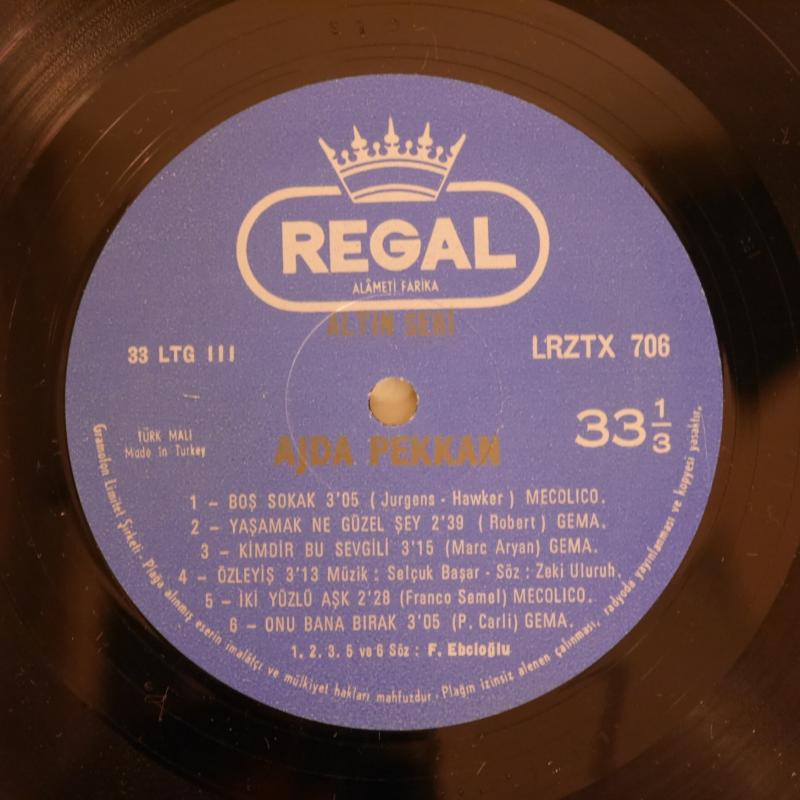 REGAL
ALÂMETİ FARİKA
ALTIN SERİ
33 LTG III
LRZTX 706
TÜRK MALI
Made in Turkey
33 1/3
AJDA PEKKAN
1 – BOŞ SOKAK 3'05 (Jurgens - Hawker) MECOLICO.
2 – YAŞAMAK NE GÜZEL ŞEY 2'39 (Robert) GEMA.
3 – KİMDİR BU SEVGİLİ 3'15 (Marc Aryan) GEMA.
4 – ÖZLEYİŞ 3'13 Müzik : Selçuk Başar - Söz : Zeki Uluruh.
5 – İKİ YÜZLÜ AŞK 2'28 (Franco Semel) MECOLICO.
6 – ONU BANA BIRAK 3'05 (P. Carli) GEMA.
1. 2. 3. 5 ve 6 Söz : F. Ebcioğlu
Gramofon Limitet Şirketi - Plağa alınmış eserin imalâtçı ve mülkiyet hakları mahfuzdur - Plağın izinsiz alenen çalınması, radyoda yayınlanması ve kopyesi yasaktır.